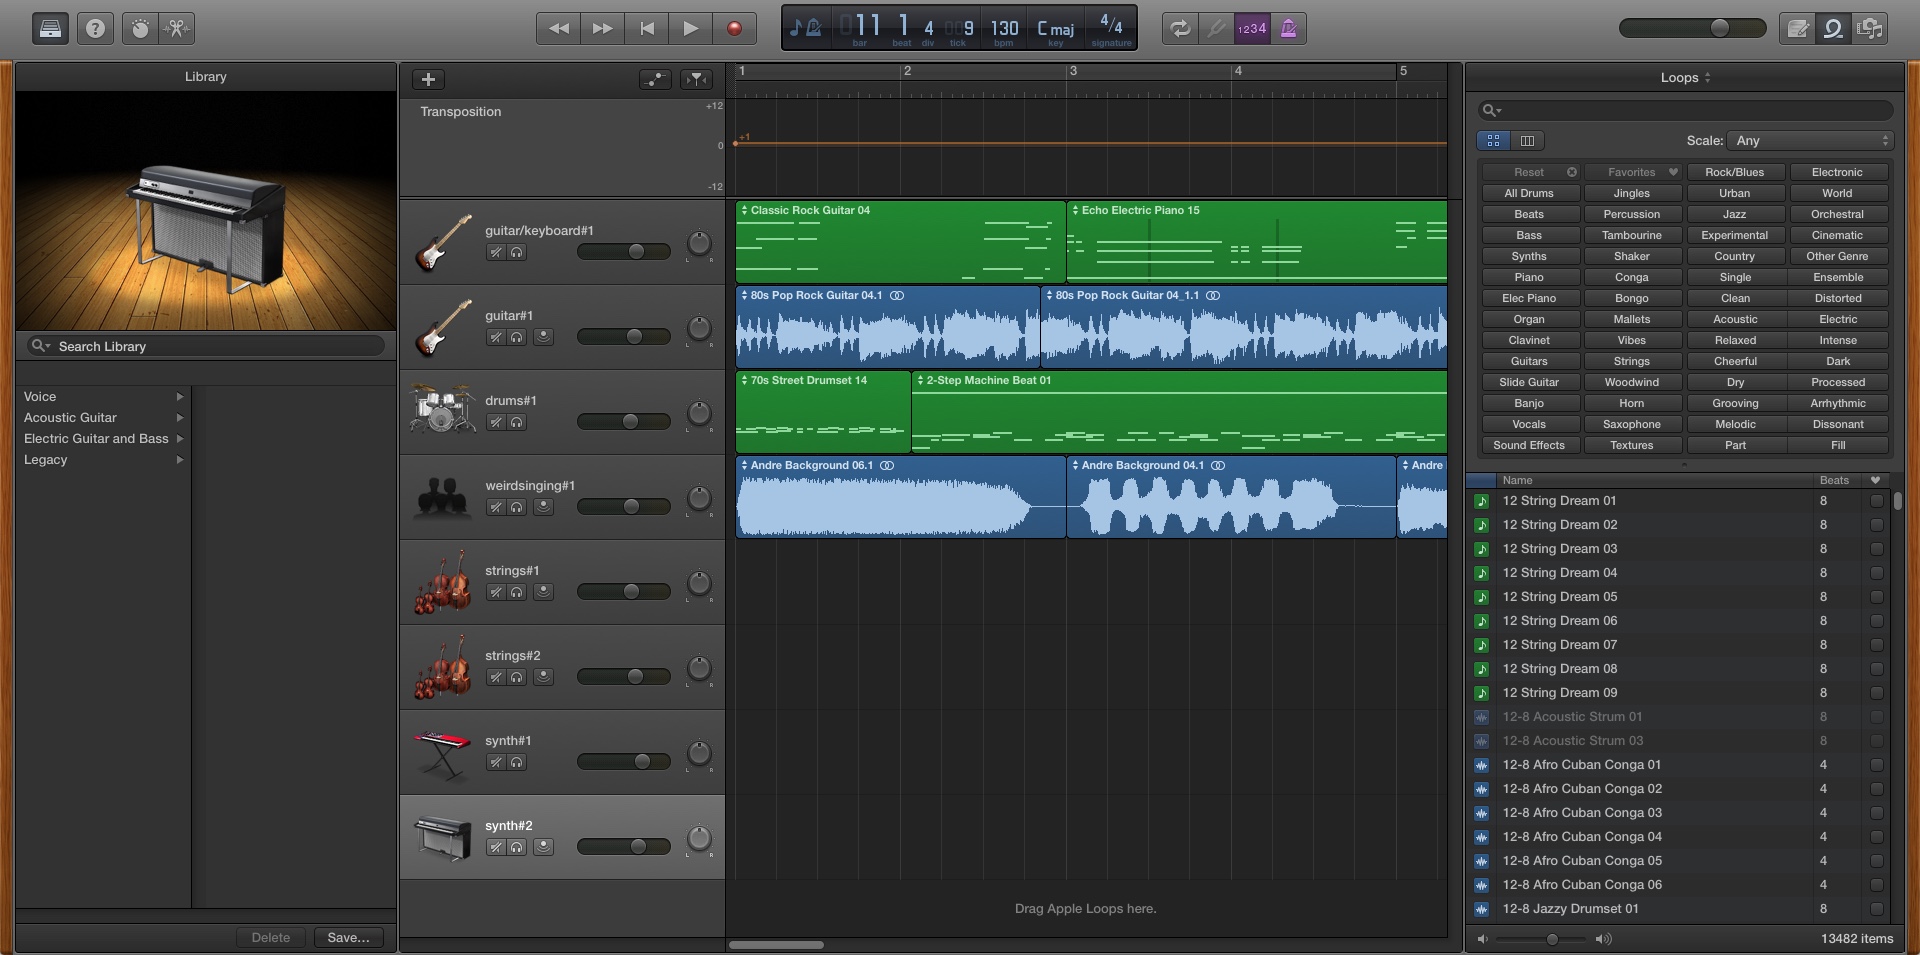 ?
11 1 4 9 130 C maj 4/4
bar beat div tick bpm key signature
1234
Library
Search Library
Voice
Acoustic Guitar
Electric Guitar and Bass
Legacy
Delete Save...
1 2 3 4 5
Transposition
+12
0
-12
+1
guitar/keyboard#1
L R
guitar#1
L R
drums#1
L R
weirdsinging#1
L R
strings#1
L R
strings#2
L R
synth#1
L R
synth#2
L R
Classic Rock Guitar 04 Echo Electric Piano 15
80s Pop Rock Guitar 04.1 80s Pop Rock Guitar 04_1.1
70s Street Drumset 14 2-Step Machine Beat 01
Andre Background 06.1 Andre Background 04.1 Andre
Drag Apple Loops here.
Loops
Scale: Any
Reset Favorites Rock/Blues Electronic
All Drums Jingles Urban World
Beats Percussion Jazz Orchestral
Bass Tambourine Experimental Cinematic
Synths Shaker Country Other Genre
Piano Conga Single Ensemble
Elec Piano Bongo Clean Distorted
Organ Mallets Acoustic Electric
Clavinet Vibes Relaxed Intense
Guitars Strings Cheerful Dark
Slide Guitar Woodwind Dry Processed
Banjo Horn Grooving Arrhythmic
Vocals Saxophone Melodic Dissonant
Sound Effects Textures Part Fill
Name Beats
12 String Dream 01 8
12 String Dream 02 8
12 String Dream 03 8
12 String Dream 04 8
12 String Dream 05 8
12 String Dream 06 8
12 String Dream 07 8
12 String Dream 08 8
12 String Dream 09 8
12-8 Acoustic Strum 01 8
12-8 Acoustic Strum 03 8
12-8 Afro Cuban Conga 01 4
12-8 Afro Cuban Conga 02 4
12-8 Afro Cuban Conga 03 4
12-8 Afro Cuban Conga 04 4
12-8 Afro Cuban Conga 05 4
12-8 Afro Cuban Conga 06 4
12-8 Jazzy Drumset 01 8
13482 items